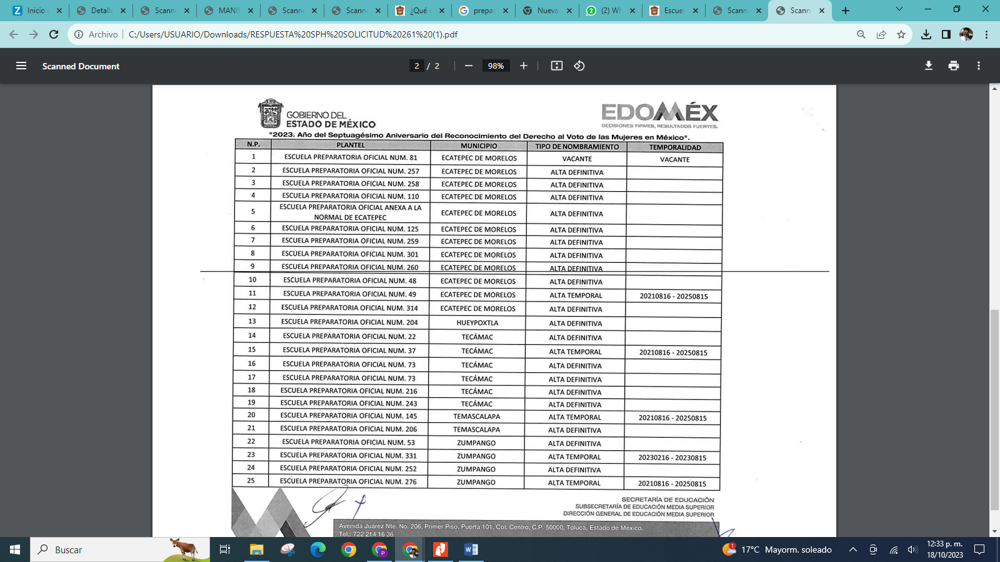 Inicio
Detalle
Scann
MANI
Scann
Scann
¿Qué e
prepar
Nueva
(2) Wh
Escuel
Scann
Scann
Archivo C:/Users/USUARIO/Downloads/RESPUESTA%20SPH%20SOLICITUD%20261%20(1).pdf
Scanned Document 2 / 2 98%
GOBIERNO DEL
ESTADO DE MÉXICO
EDOMÉX
DECISIONES FIRMES, RESULTADOS FUERTES.
"2023. Año del Septuagésimo Aniversario del Reconocimiento del Derecho al Voto de las Mujeres en México".
N.P. PLANTEL MUNICIPIO TIPO DE NOMBRAMIENTO TEMPORALIDAD
1 ESCUELA PREPARATORIA OFICIAL NUM. 81 ECATEPEC DE MORELOS VACANTE VACANTE
2 ESCUELA PREPARATORIA OFICIAL NUM. 257 ECATEPEC DE MORELOS ALTA DEFINITIVA
3 ESCUELA PREPARATORIA OFICIAL NUM. 258 ECATEPEC DE MORELOS ALTA DEFINITIVA
4 ESCUELA PREPARATORIA OFICIAL NUM. 110 ECATEPEC DE MORELOS ALTA DEFINITIVA
5 ESCUELA PREPARATORIA OFICIAL ANEXA A LA
NORMAL DE ECATEPEC ECATEPEC DE MORELOS ALTA DEFINITIVA
6 ESCUELA PREPARATORIA OFICIAL NUM. 125 ECATEPEC DE MORELOS ALTA DEFINITIVA
7 ESCUELA PREPARATORIA OFICIAL NUM. 259 ECATEPEC DE MORELOS ALTA DEFINITIVA
8 ESCUELA PREPARATORIA OFICIAL NUM. 301 ECATEPEC DE MORELOS ALTA DEFINITIVA
9 ESCUELA PREPARATORIA OFICIAL NUM. 260 ECATEPEC DE MORELOS ALTA DEFINITIVA
10 ESCUELA PREPARATORIA OFICIAL NUM. 48 ECATEPEC DE MORELOS ALTA DEFINITIVA
11 ESCUELA PREPARATORIA OFICIAL NUM. 49 ECATEPEC DE MORELOS ALTA TEMPORAL 20210816 - 20250815
12 ESCUELA PREPARATORIA OFICIAL NUM. 314 ECATEPEC DE MORELOS ALTA DEFINITIVA
13 ESCUELA PREPARATORIA OFICIAL NUM. 204 HUEYPOXTLA ALTA DEFINITIVA
14 ESCUELA PREPARATORIA OFICIAL NUM. 22 TECÁMAC ALTA DEFINITIVA
15 ESCUELA PREPARATORIA OFICIAL NUM. 37 TECÁMAC ALTA TEMPORAL 20210816 - 20250815
16 ESCUELA PREPARATORIA OFICIAL NUM. 73 TECÁMAC ALTA DEFINITIVA
17 ESCUELA PREPARATORIA OFICIAL NUM. 73 TECÁMAC ALTA DEFINITIVA
18 ESCUELA PREPARATORIA OFICIAL NUM. 216 TECÁMAC ALTA DEFINITIVA
19 ESCUELA PREPARATORIA OFICIAL NUM. 243 TECÁMAC ALTA DEFINITIVA
20 ESCUELA PREPARATORIA OFICIAL NUM. 145 TEMASCALAPA ALTA TEMPORAL 20210816 - 20250815
21 ESCUELA PREPARATORIA OFICIAL NUM. 206 TEMASCALAPA ALTA DEFINITIVA
22 ESCUELA PREPARATORIA OFICIAL NUM. 53 ZUMPANGO ALTA DEFINITIVA
23 ESCUELA PREPARATORIA OFICIAL NUM. 331 ZUMPANGO ALTA TEMPORAL 20230216 - 20230815
24 ESCUELA PREPARATORIA OFICIAL NUM. 252 ZUMPANGO ALTA DEFINITIVA
25 ESCUELA PREPARATORIA OFICIAL NUM. 276 ZUMPANGO ALTA TEMPORAL 20210816 - 20250815
SECRETARÍA DE EDUCACIÓN
SUBSECRETARÍA DE EDUCACIÓN MEDIA SUPERIOR
DIRECCIÓN GENERAL DE EDUCACIÓN MEDIA SUPERIOR
Avenida Juárez Nte. No. 206, Primer Piso, Puerta 101, Col. Centro, C.P. 50000, Toluca, Estado de México.
Tel.: 722 214 16 36
Buscar
17°C Mayorm. soleado
12:33 p. m.
18/10/2023